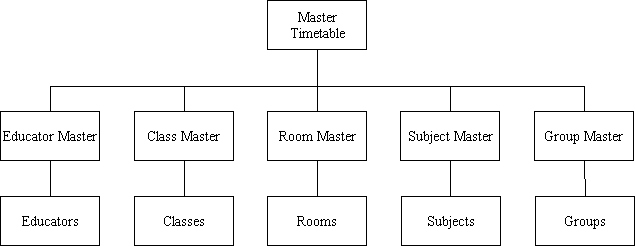 Master
Timetable
Educator Master
Class Master
Room Master
Subject Master
Group Master
Educators
Classes
Rooms
Subjects
Groups